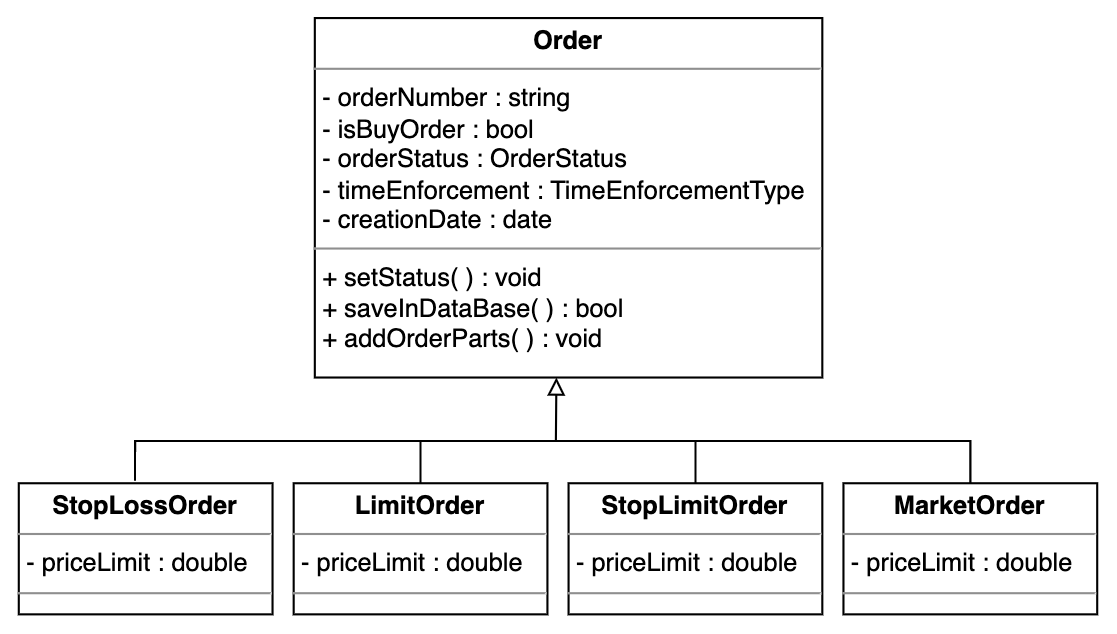 Order
- orderNumber : string
- isBuyOrder : bool
- orderStatus : OrderStatus
- timeEnforcement : TimeEnforcementType
- creationDate : date
+ setStatus( ) : void
+ saveInDataBase( ) : bool
+ addOrderParts( ) : void
StopLossOrder
- priceLimit : double
LimitOrder
- priceLimit : double
StopLimitOrder
- priceLimit : double
MarketOrder
- priceLimit : double